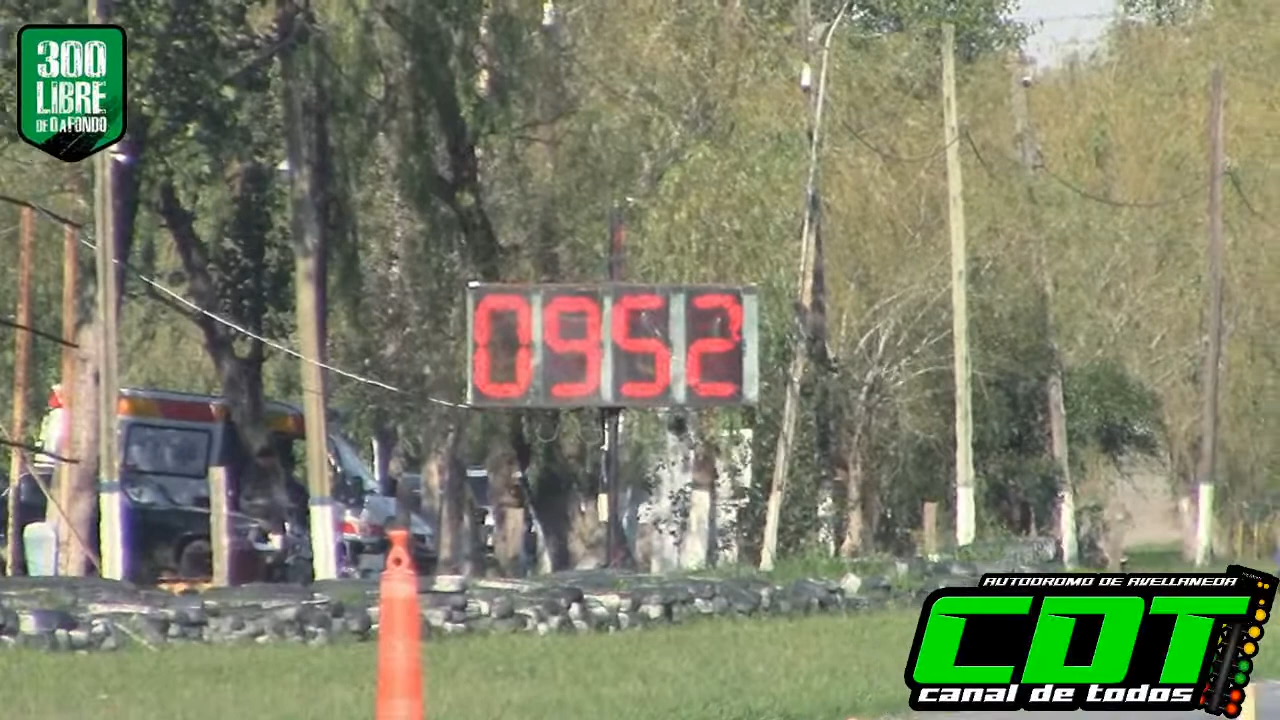 300
LIBRE
DE 0 A FONDO
0952
AUTODROMO DE AVELLANEDA
CDT
canal de todos